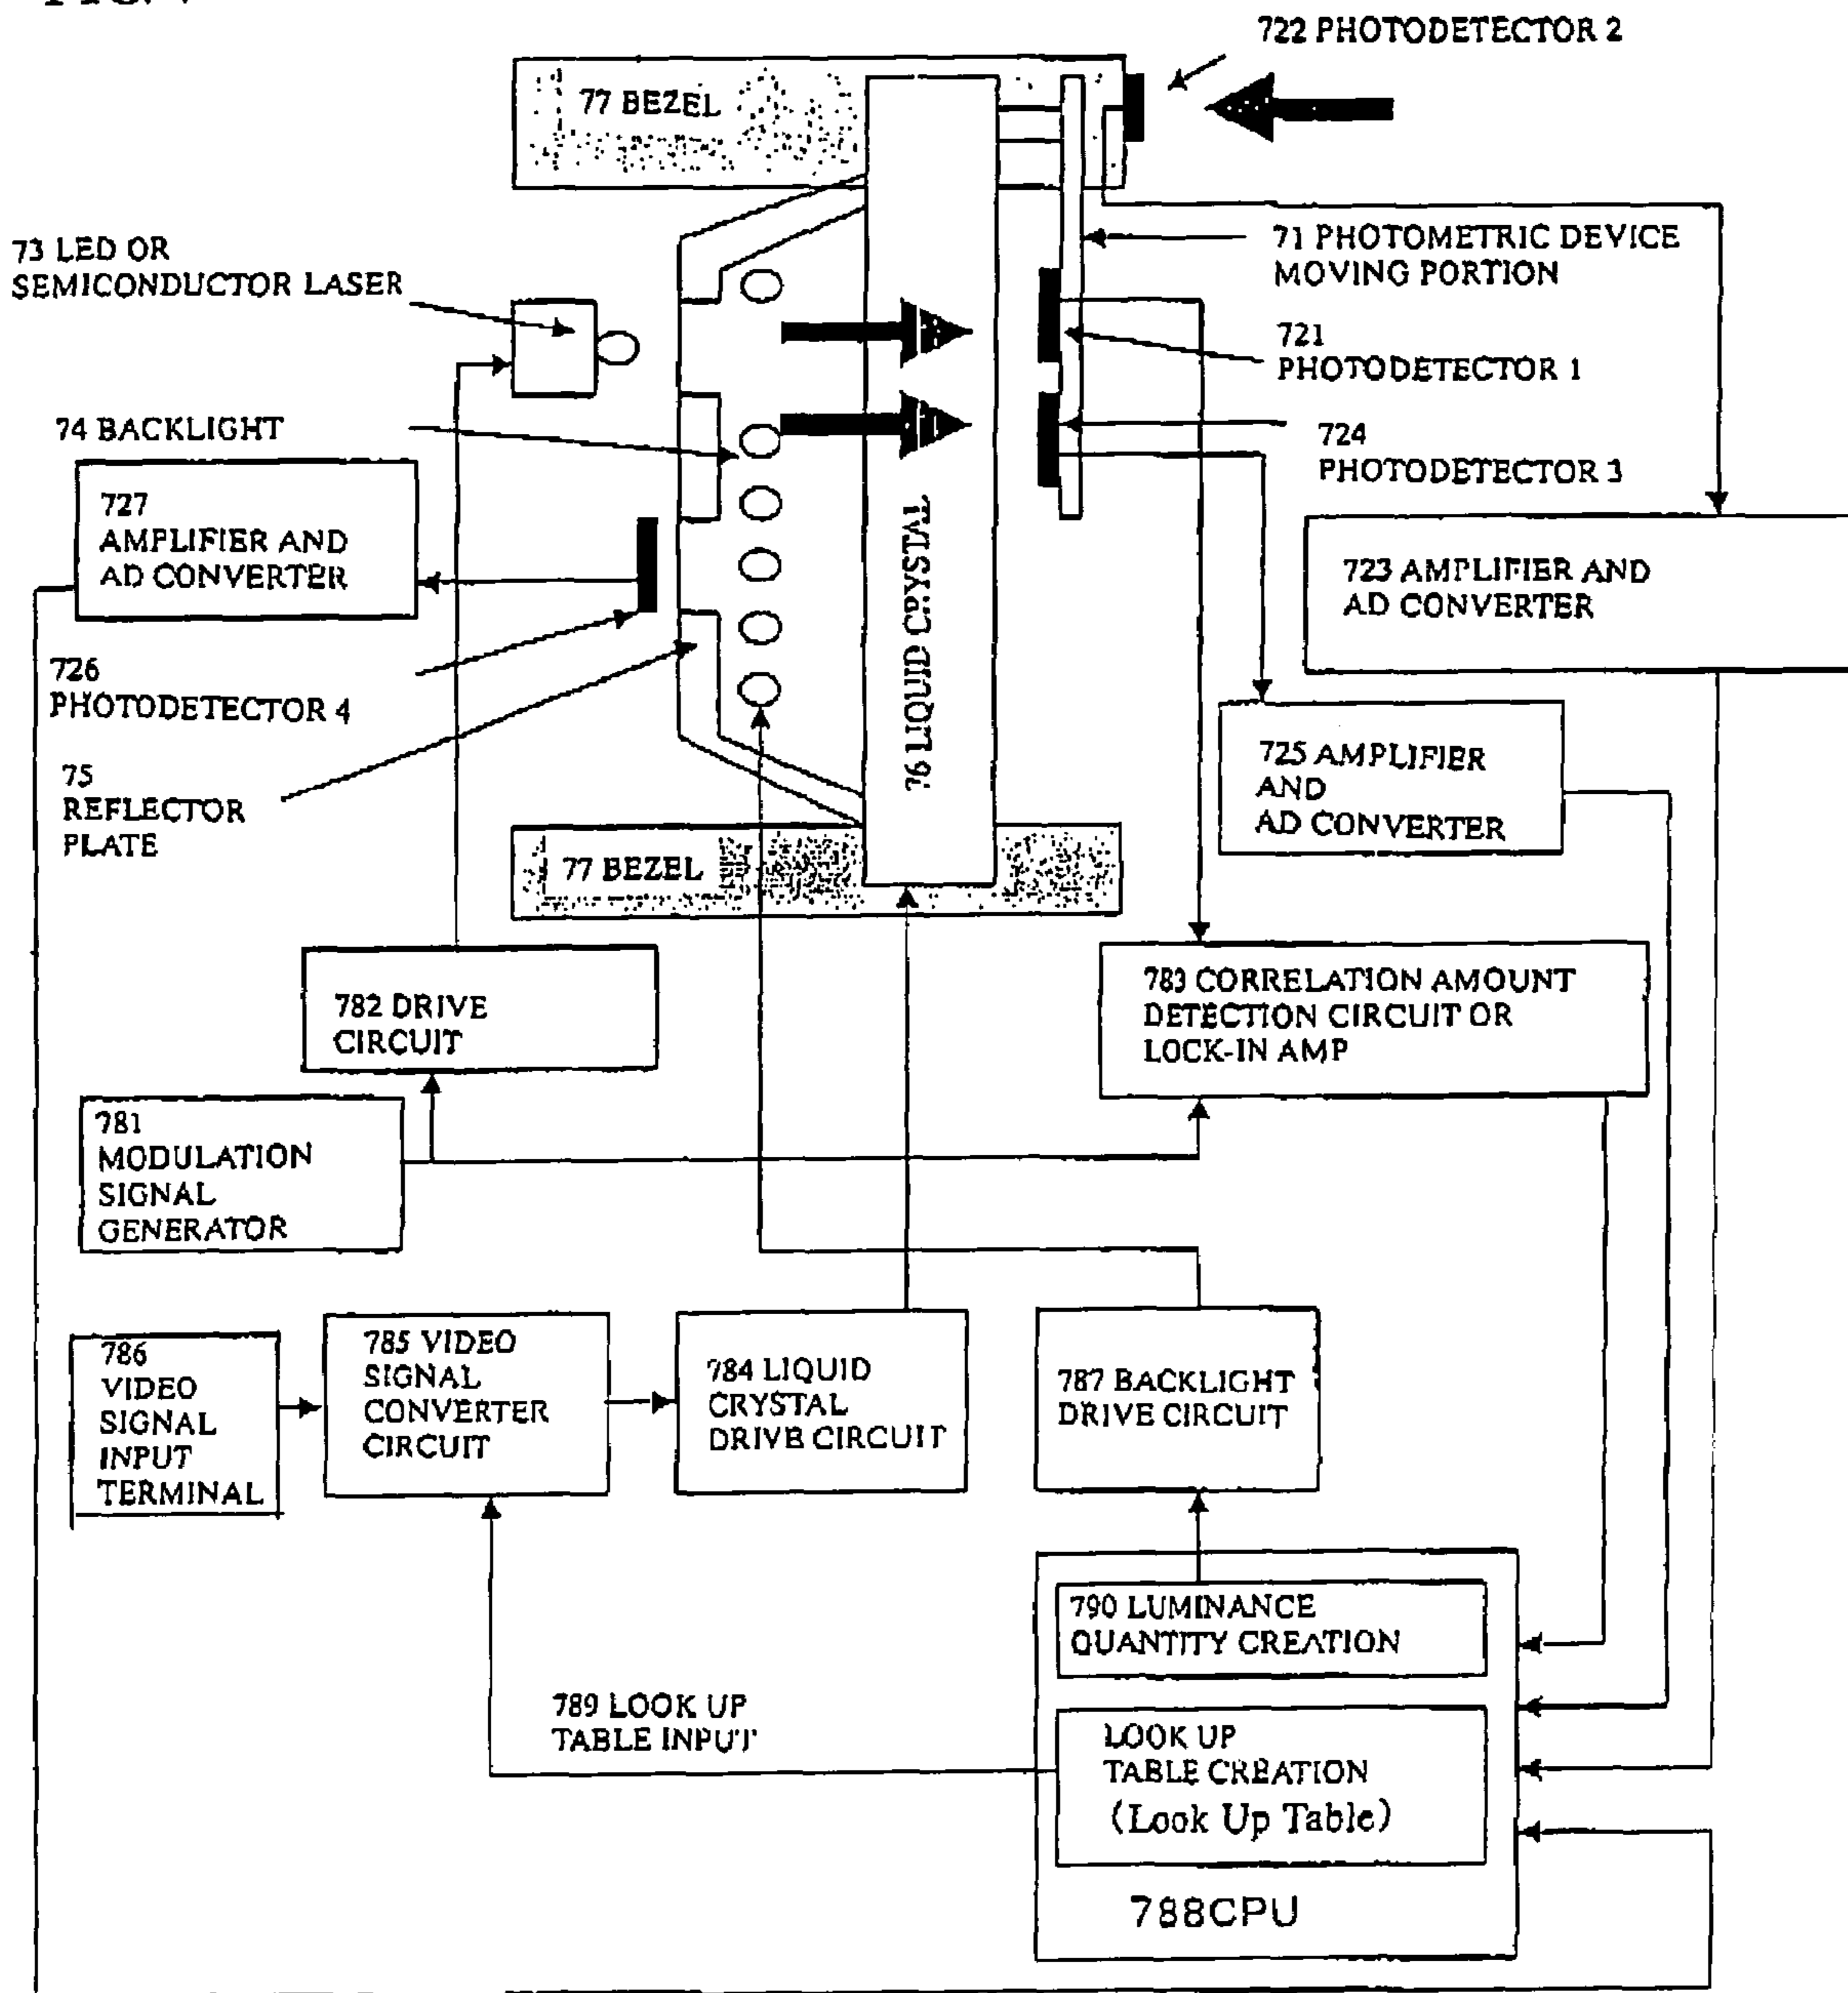 722 PHOTODETECTOR 2
77 BEZEL
73 LED OR
SEMICONDUCTOR LASER
71 PHOTOMETRIC DEVICE
MOVING PORTION
721
PHOTODETECTOR 1
74 BACKLIGHT
724
PHOTODETECTOR 3
727
AMPLIFIER AND
AD CONVERTER
76 LIQUID CRYSTAL
723 AMPLIFIER AND
AD CONVERTER
726
PHOTODETECTOR 4
725 AMPLIFIER
AND
AD CONVERTER
75
REFLECTOR
PLATE
77 BEZEL
782 DRIVE
CIRCUIT
783 CORRELATION AMOUNT
DETECTION CIRCUIT OR
LOCK-IN AMP
781
MODULATION
SIGNAL
GENERATOR
786
VIDEO
SIGNAL
INPUT
TERMINAL
785 VIDEO
SIGNAL
CONVERTER
CIRCUIT
784 LIQUID
CRYSTAL
DRIVE CIRCUIT
787 BACKLIGHT
DRIVE CIRCUIT
790 LUMINANCE
QUANTITY CREATION
789 LOOK UP
TABLE INPUT
LOOK UP
TABLE CREATION
(Look Up Table)
788CPU